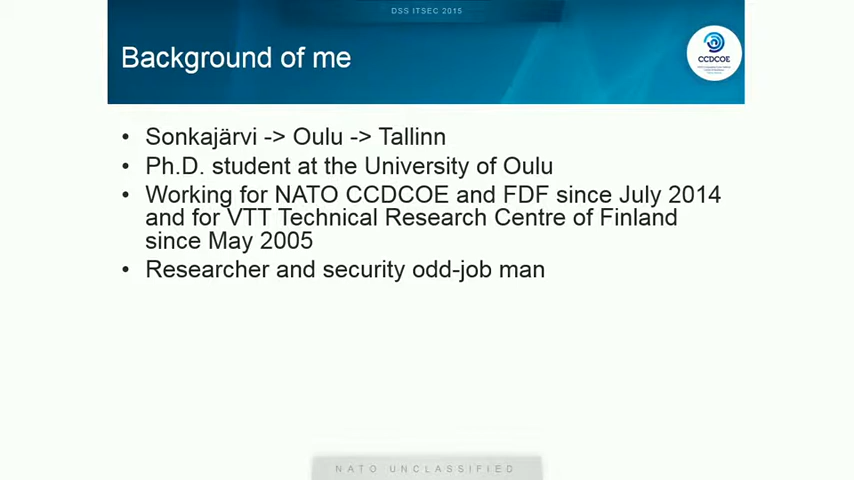 DSS ITSEC 2015
Background of me
CCDCOE
• Sonkajärvi -> Oulu -> Tallinn
• Ph.D. student at the University of Oulu
• Working for NATO CCDCOE and FDF since July 2014
and for VTT Technical Research Centre of Finland
since May 2005
• Researcher and security odd-job man
NATO UNCLASSIFIED